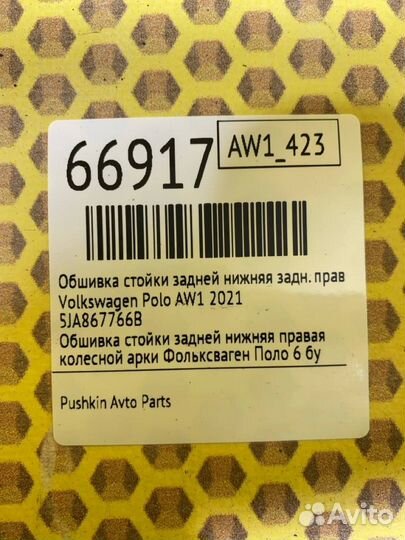 66917
AW1_423
Обшивка стойки задней нижняя задн. прав
Volkswagen Polo AW1 2021
5JA867766B
Обшивка стойки задней нижняя правая
колесной арки Фольксваген Поло 6 бу
Pushkin Avto Parts
Avito